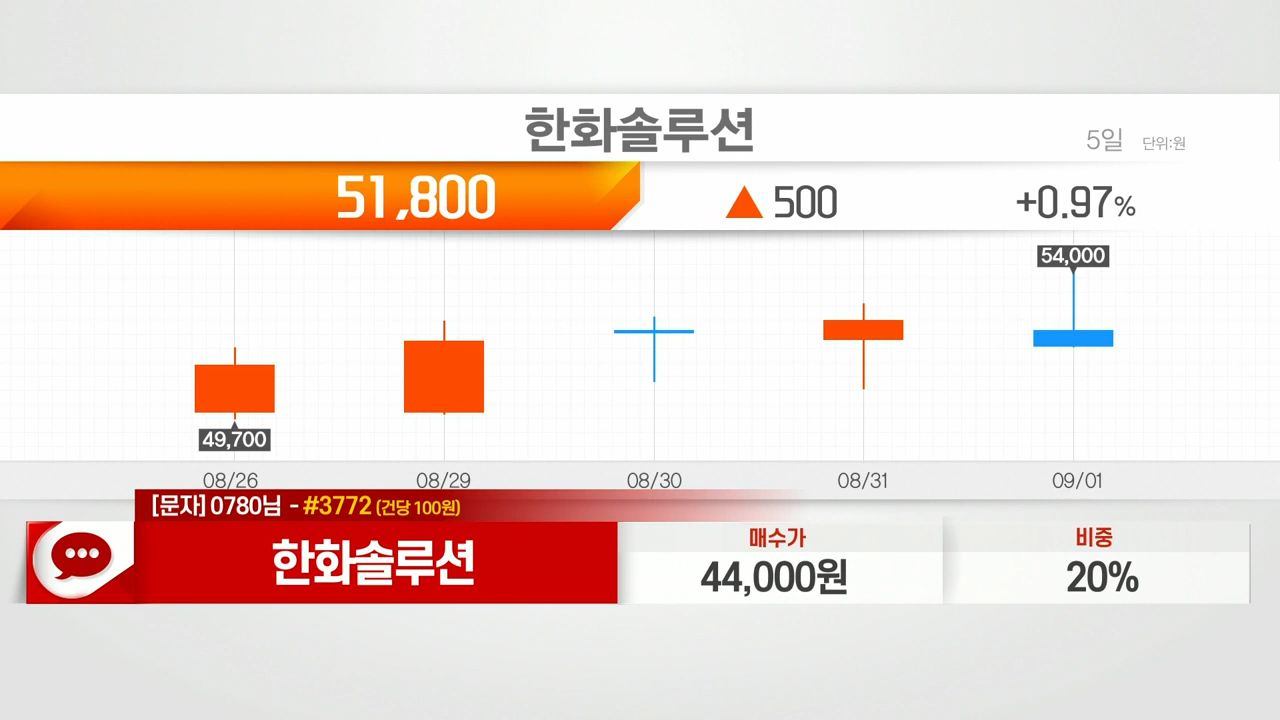 한화솔루션
5일 단위:원
51,800 ▲500 +0.97%
54,000
49,700
08/26 08/29 08/30 08/31 09/01
[문자] 0780님 - #3772 (건당 100원)
한화솔루션
매수가 비중
44,000원 20%